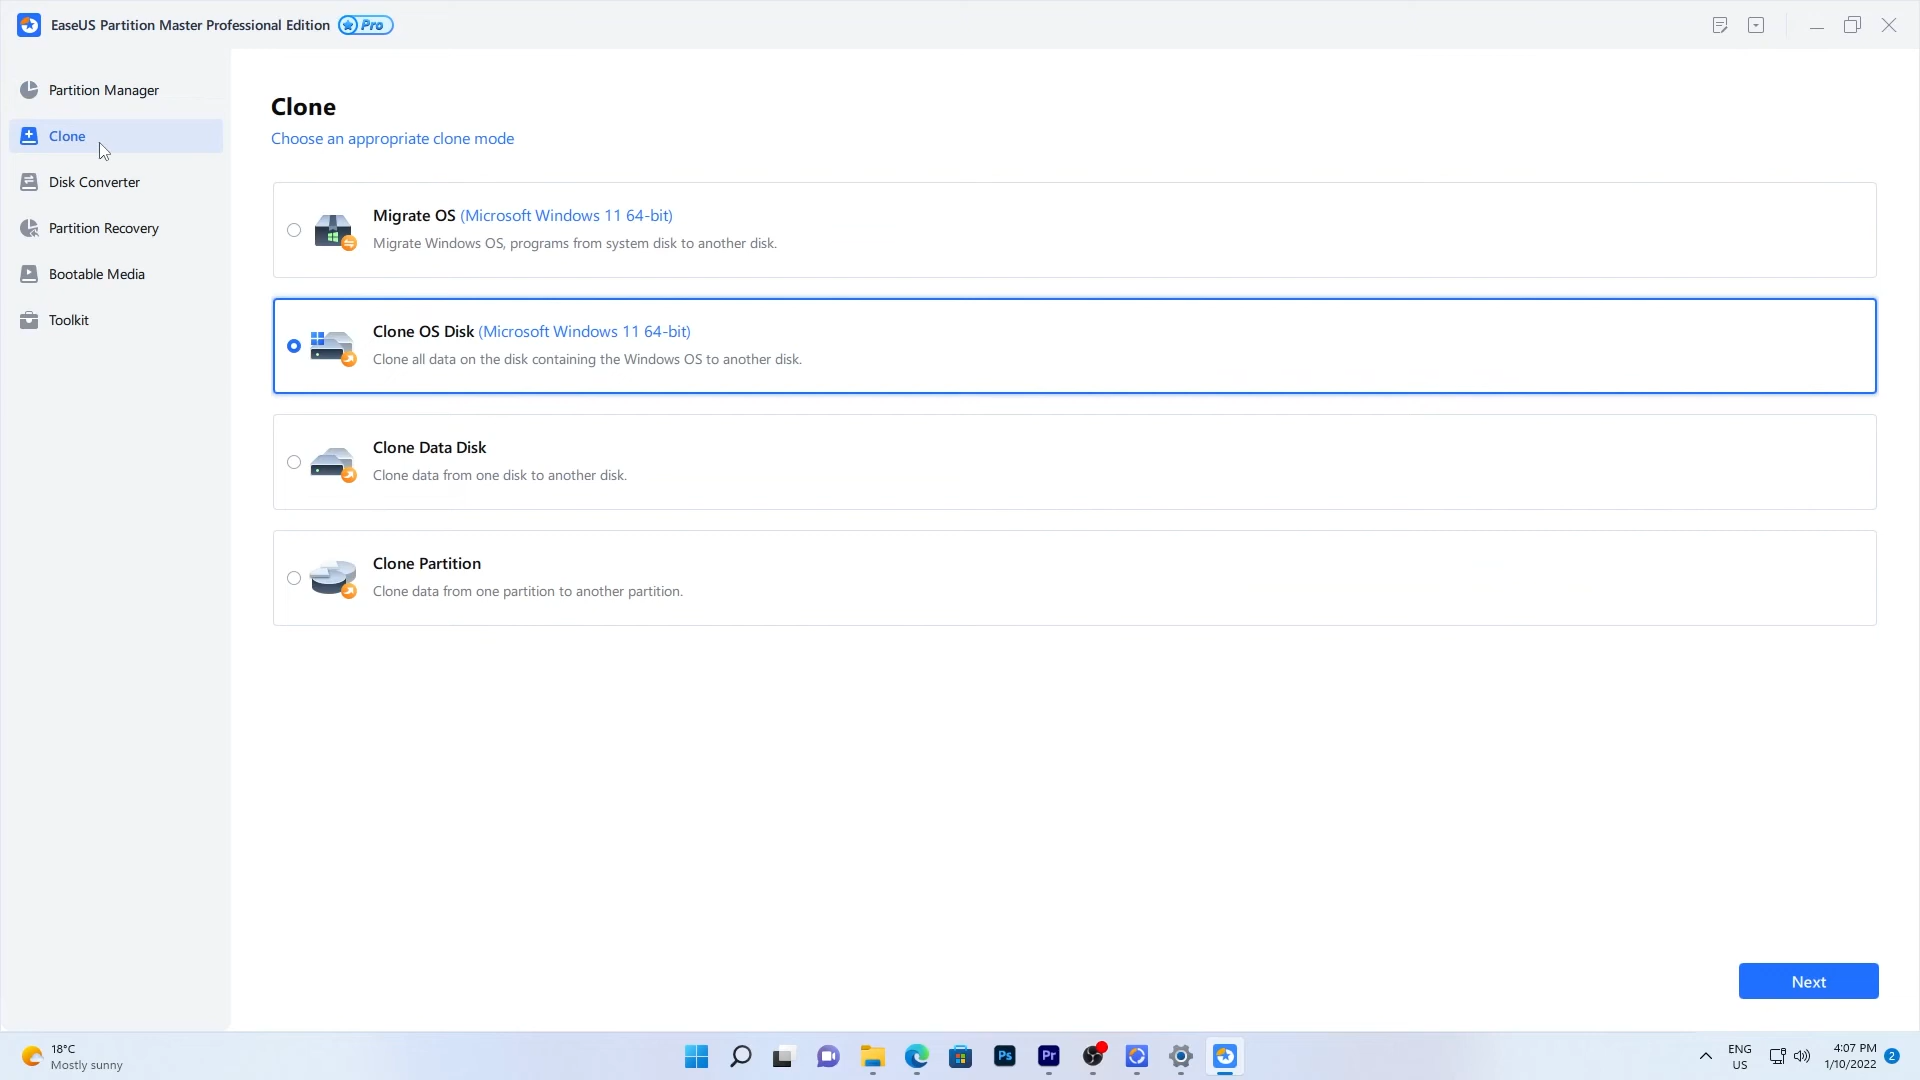 EaseUS Partition Master Professional Edition Pro
Partition Manager
Clone
Disk Converter
Partition Recovery
Bootable Media
Toolkit
Clone
Choose an appropriate clone mode
Migrate OS (Microsoft Windows 11 64-bit)
Migrate Windows OS, programs from system disk to another disk.
Clone OS Disk (Microsoft Windows 11 64-bit)
Clone all data on the disk containing the Windows OS to another disk.
Clone Data Disk
Clone data from one disk to another disk.
Clone Partition
Clone data from one partition to another partition.
Next
18°C
Mostly sunny
Ps
Pr
ENG
US
4:07 PM
1/10/2022
2